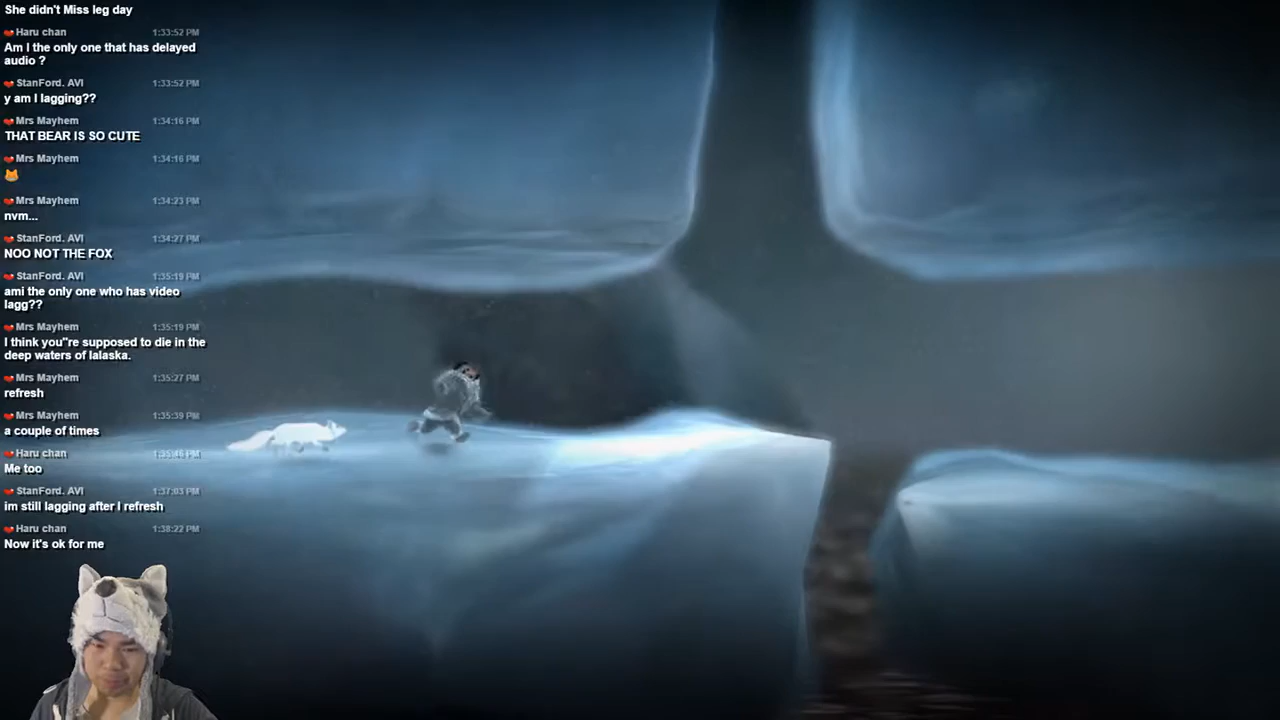 She didn't Miss leg day
Haru chan 1:33:52 PM
Am I the only one that has delayed
audio ?
StanFord. AVI 1:33:52 PM
y am I lagging??
Mrs Mayhem 1:34:16 PM
THAT BEAR IS SO CUTE
Mrs Mayhem 1:34:16 PM
Mrs Mayhem 1:34:23 PM
nvm...
StanFord. AVI 1:34:27 PM
NOO NOT THE FOX
StanFord. AVI 1:35:19 PM
ami the only one who has video
lagg??
Mrs Mayhem 1:35:19 PM
I think you"re supposed to die in the
deep waters of lalaska.
Mrs Mayhem 1:35:27 PM
refresh
Mrs Mayhem 1:35:39 PM
a couple of times
Haru chan 1:35:46 PM
Me too
StanFord. AVI 1:37:03 PM
im still lagging after I refresh
Haru chan 1:38:22 PM
Now it's ok for me